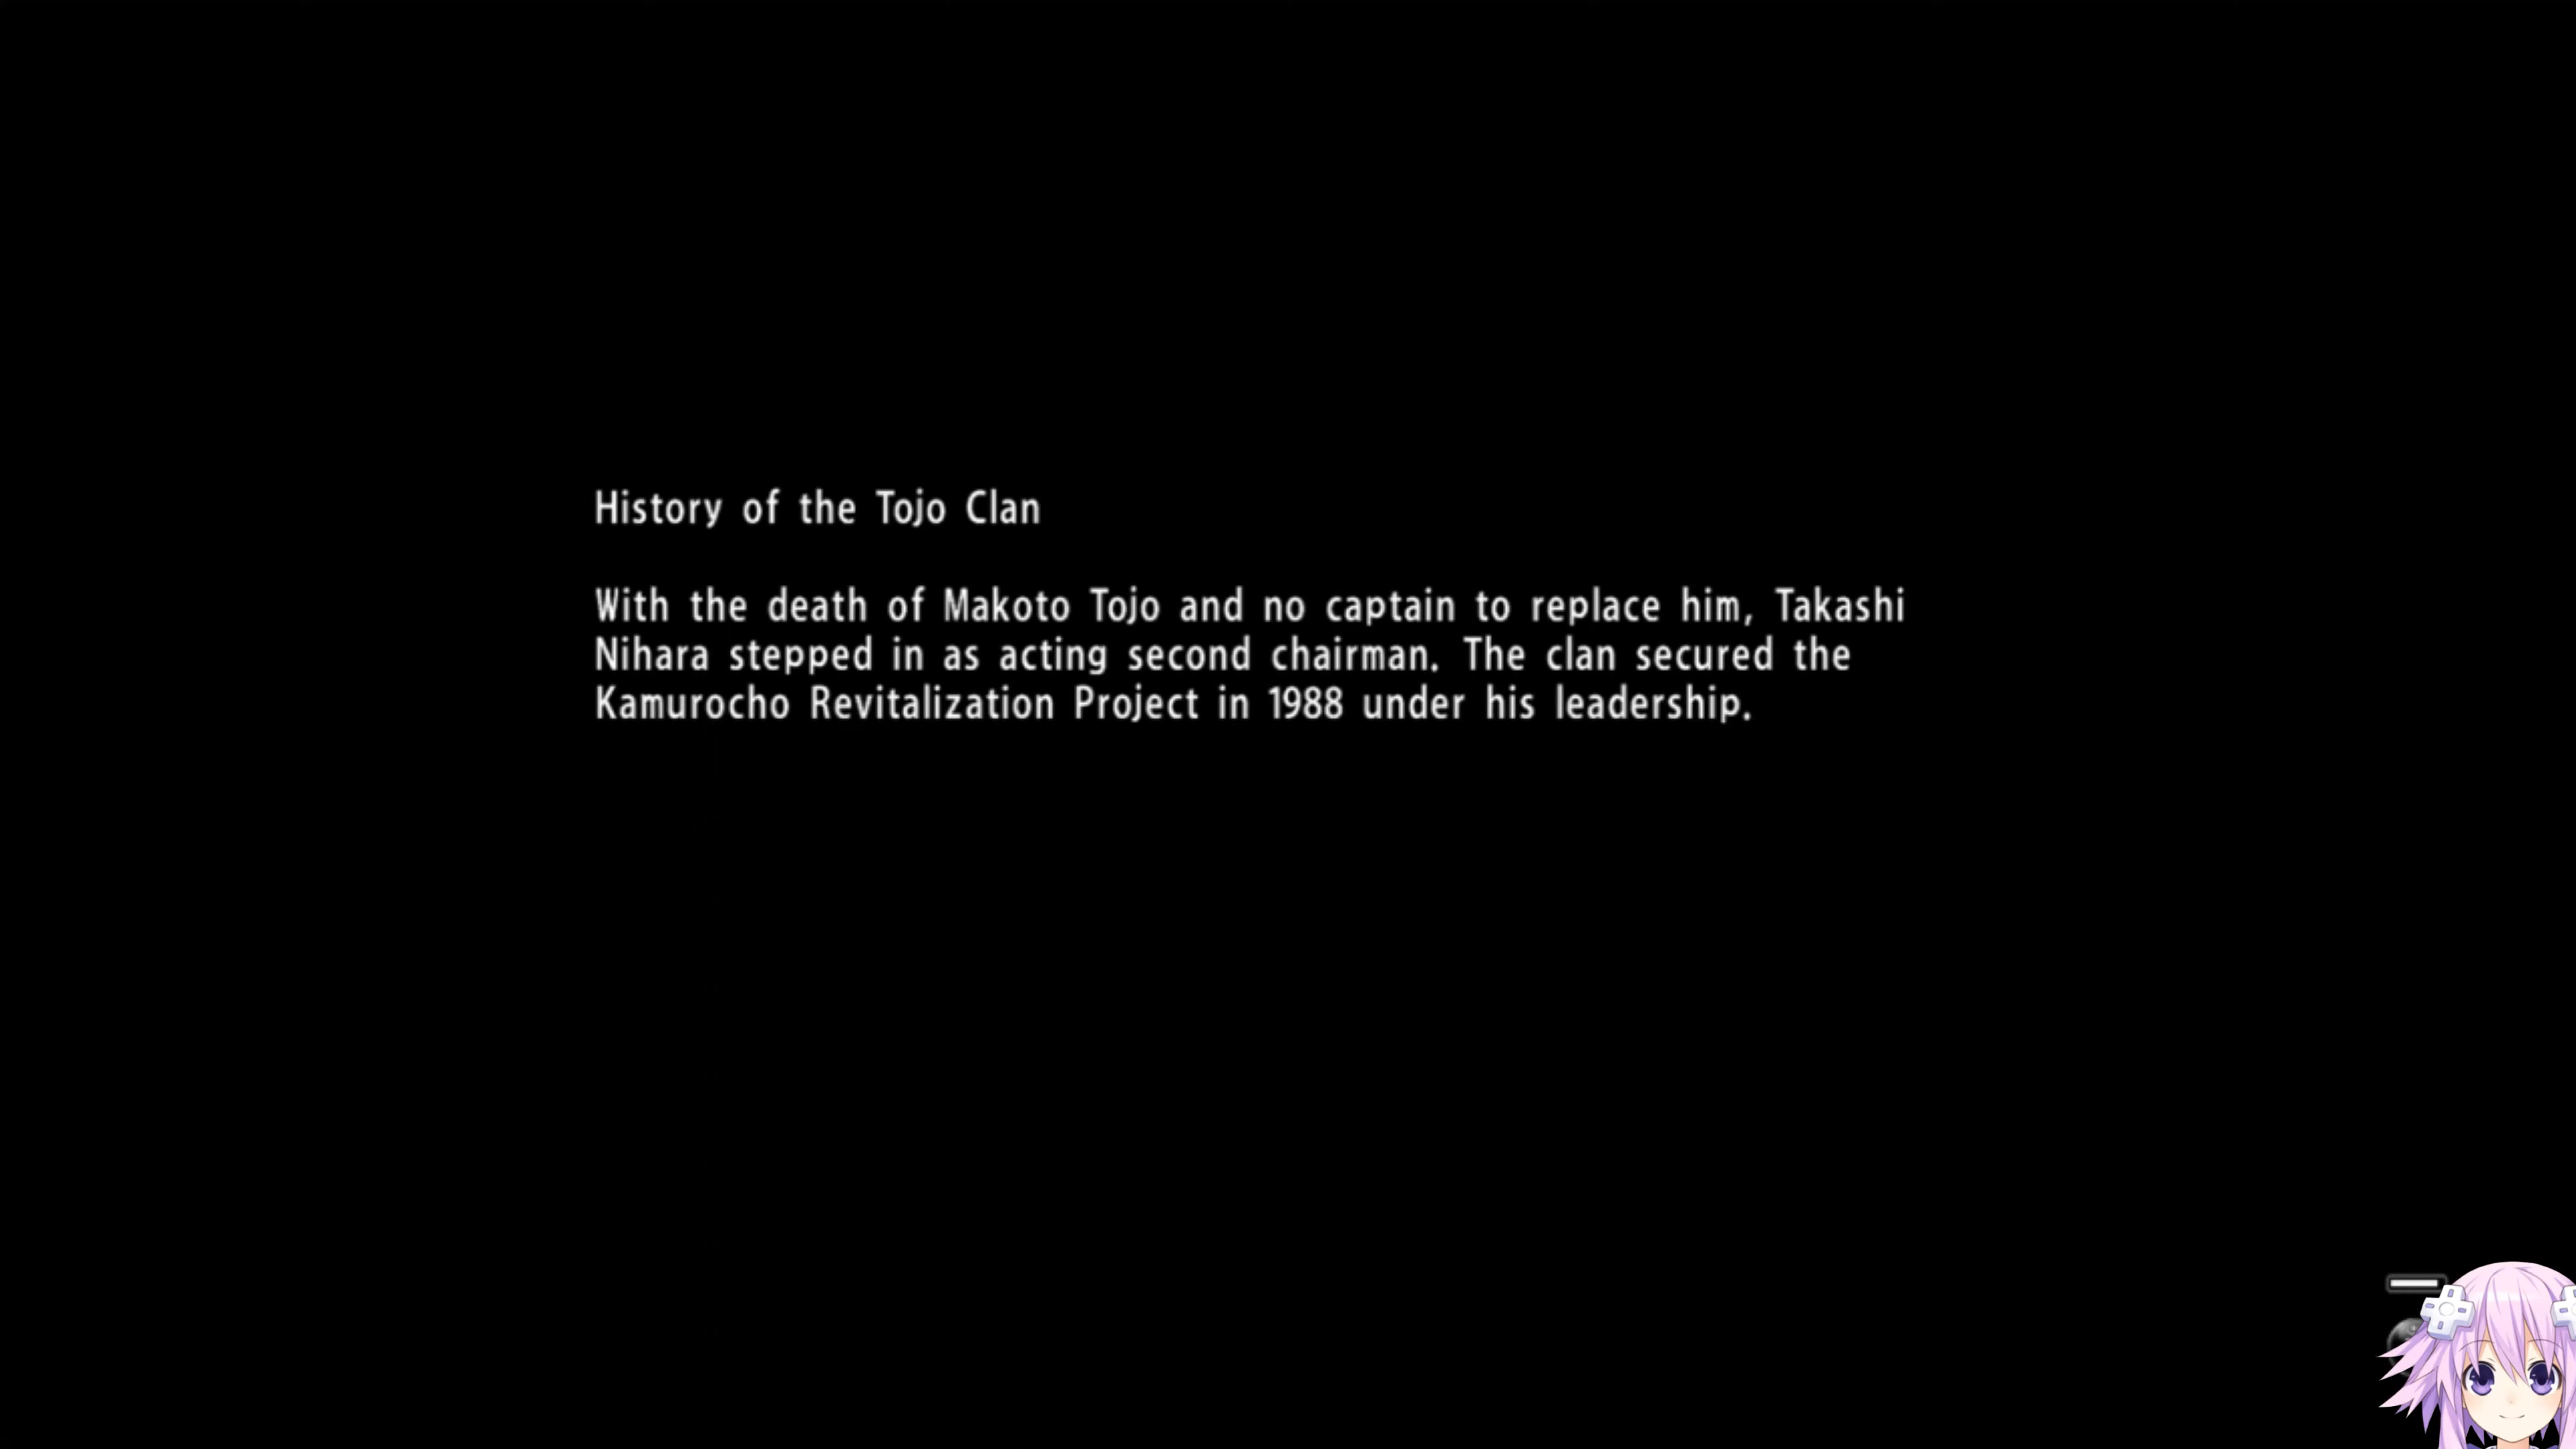 History of the Tojo Clan
With the death of Makoto Tojo and no captain to replace him, Takashi
Nihara stepped in as acting second chairman. The clan secured the
Kamurocho Revitalization Project in 1988 under his leadership.